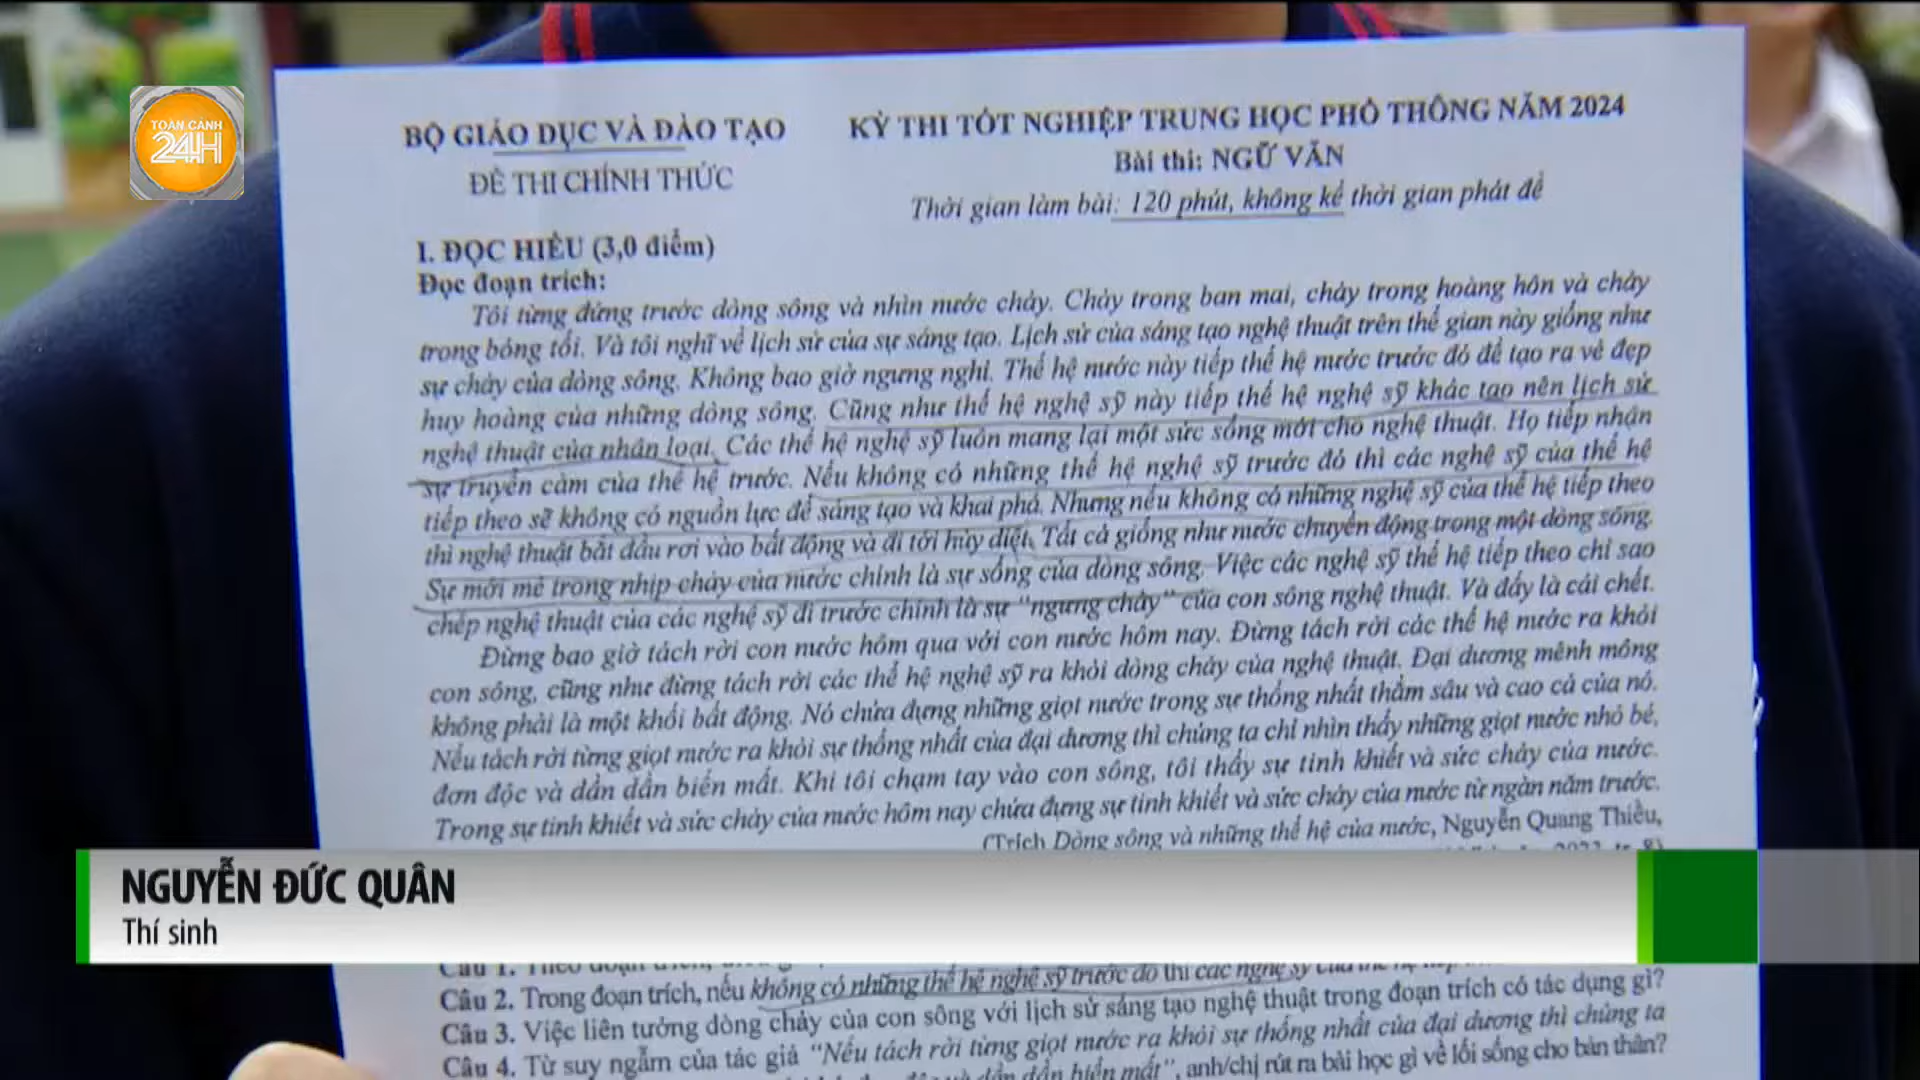 TOÀN CẢNH
24H
BỘ GIÁO DỤC VÀ ĐÀO TẠO
ĐỀ THI CHÍNH THỨC
KỲ THI TỐT NGHIỆP TRUNG HỌC PHỔ THÔNG NĂM 2024
Bài thi: NGỮ VĂN
Thời gian làm bài: 120 phút, không kể thời gian phát đề
I. ĐỌC HIỂU (3,0 điểm)
Đọc đoạn trích:
Tôi từng đứng trước dòng sông và nhìn nước chảy. Chảy trong ban mai, chảy trong hoàng hôn và chảy
trong bóng tối. Và tôi nghĩ về lịch sử của sự sáng tạo. Lịch sử của sáng tạo nghệ thuật trên thế gian này giống như
sự chảy của dòng sông. Không bao giờ ngưng nghỉ. Thế hệ nước này tiếp thế hệ nước trước đó để tạo ra vẻ đẹp
huy hoàng của những dòng sông. Cũng như thế hệ nghệ sỹ này tiếp thế hệ nghệ sỹ khác tạo nên lịch sử
nghệ thuật của nhân loại. Các thế hệ nghệ sỹ luôn mang lại một sức sống mới cho nghệ thuật. Họ tiếp nhận
sự truyền cảm của thế hệ trước. Nếu không có những thế hệ nghệ sỹ trước đó thì các nghệ sỹ của thế hệ
tiếp theo sẽ không có nguồn lực để sáng tạo và khai phá. Nhưng nếu không có những nghệ sỹ của thế hệ tiếp theo
thì nghệ thuật bắt đầu rơi vào bất động và đi tới hủy diệt. Tất cả giống như nước chuyển động trong một dòng sông.
Sự mới mẻ trong nhịp chảy của nước chính là sự sống của dòng sông. Việc các nghệ sỹ thế hệ tiếp theo chỉ sao
chép nghệ thuật của các nghệ sỹ đi trước chính là sự "ngưng chảy" của con sông nghệ thuật. Và đấy là cái chết.
Đừng bao giờ tách rời con nước hôm qua với con nước hôm nay. Đừng tách rời các thế hệ nước ra khỏi
con sông, cũng như đừng tách rời các thế hệ nghệ sỹ ra khỏi dòng chảy của nghệ thuật. Đại dương mênh mông
không phải là một khối bất động. Nó chứa đựng những giọt nước trong sự thống nhất thẳm sâu và cao cả của nó.
Nếu tách rời từng giọt nước ra khỏi sự thống nhất của đại dương thì chúng ta chỉ nhìn thấy những giọt nước nhỏ bé,
đơn độc và dần dần biến mất. Khi tôi chạm tay vào con sông, tôi thấy sự tinh khiết và sức chảy của nước.
Trong sự tinh khiết và sức chảy của nước hôm nay chứa đựng sự tinh khiết và sức chảy của nước từ ngàn năm trước.
(Trích Dòng sông và những thế hệ của nước, Nguyễn Quang Thiều,
NGUYỄN ĐỨC QUÂN
Thí sinh
Câu 1. Theo đoạn trích,
Câu 2. Trong đoạn trích, nếu không có những thế hệ nghệ sỹ trước đó thì các nghệ sỹ của thế hệ
Câu 3. Việc liên tưởng dòng chảy của con sông với lịch sử sáng tạo nghệ thuật trong đoạn trích có tác dụng gì?
Câu 4. Từ suy ngẫm của tác giả "Nếu tách rời từng giọt nước ra khỏi sự thống nhất của đại dương thì chúng ta
dần dần biến mất", anh/chị rút ra bài học gì về lối sống cho bản thân?